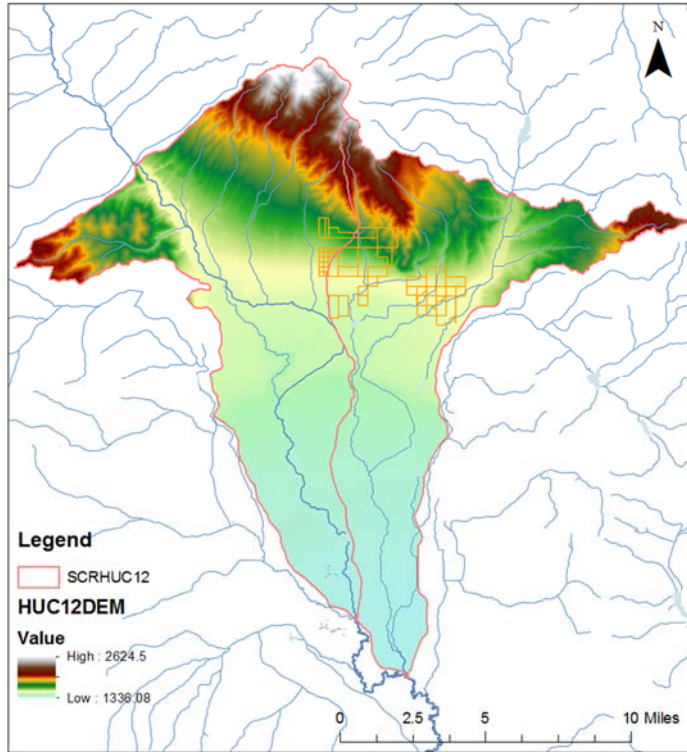 N
Legend
SCRHUC12
HUC12DEM
Value
High : 2624.5
Low : 1336.08
0 2.5 5 10 Miles